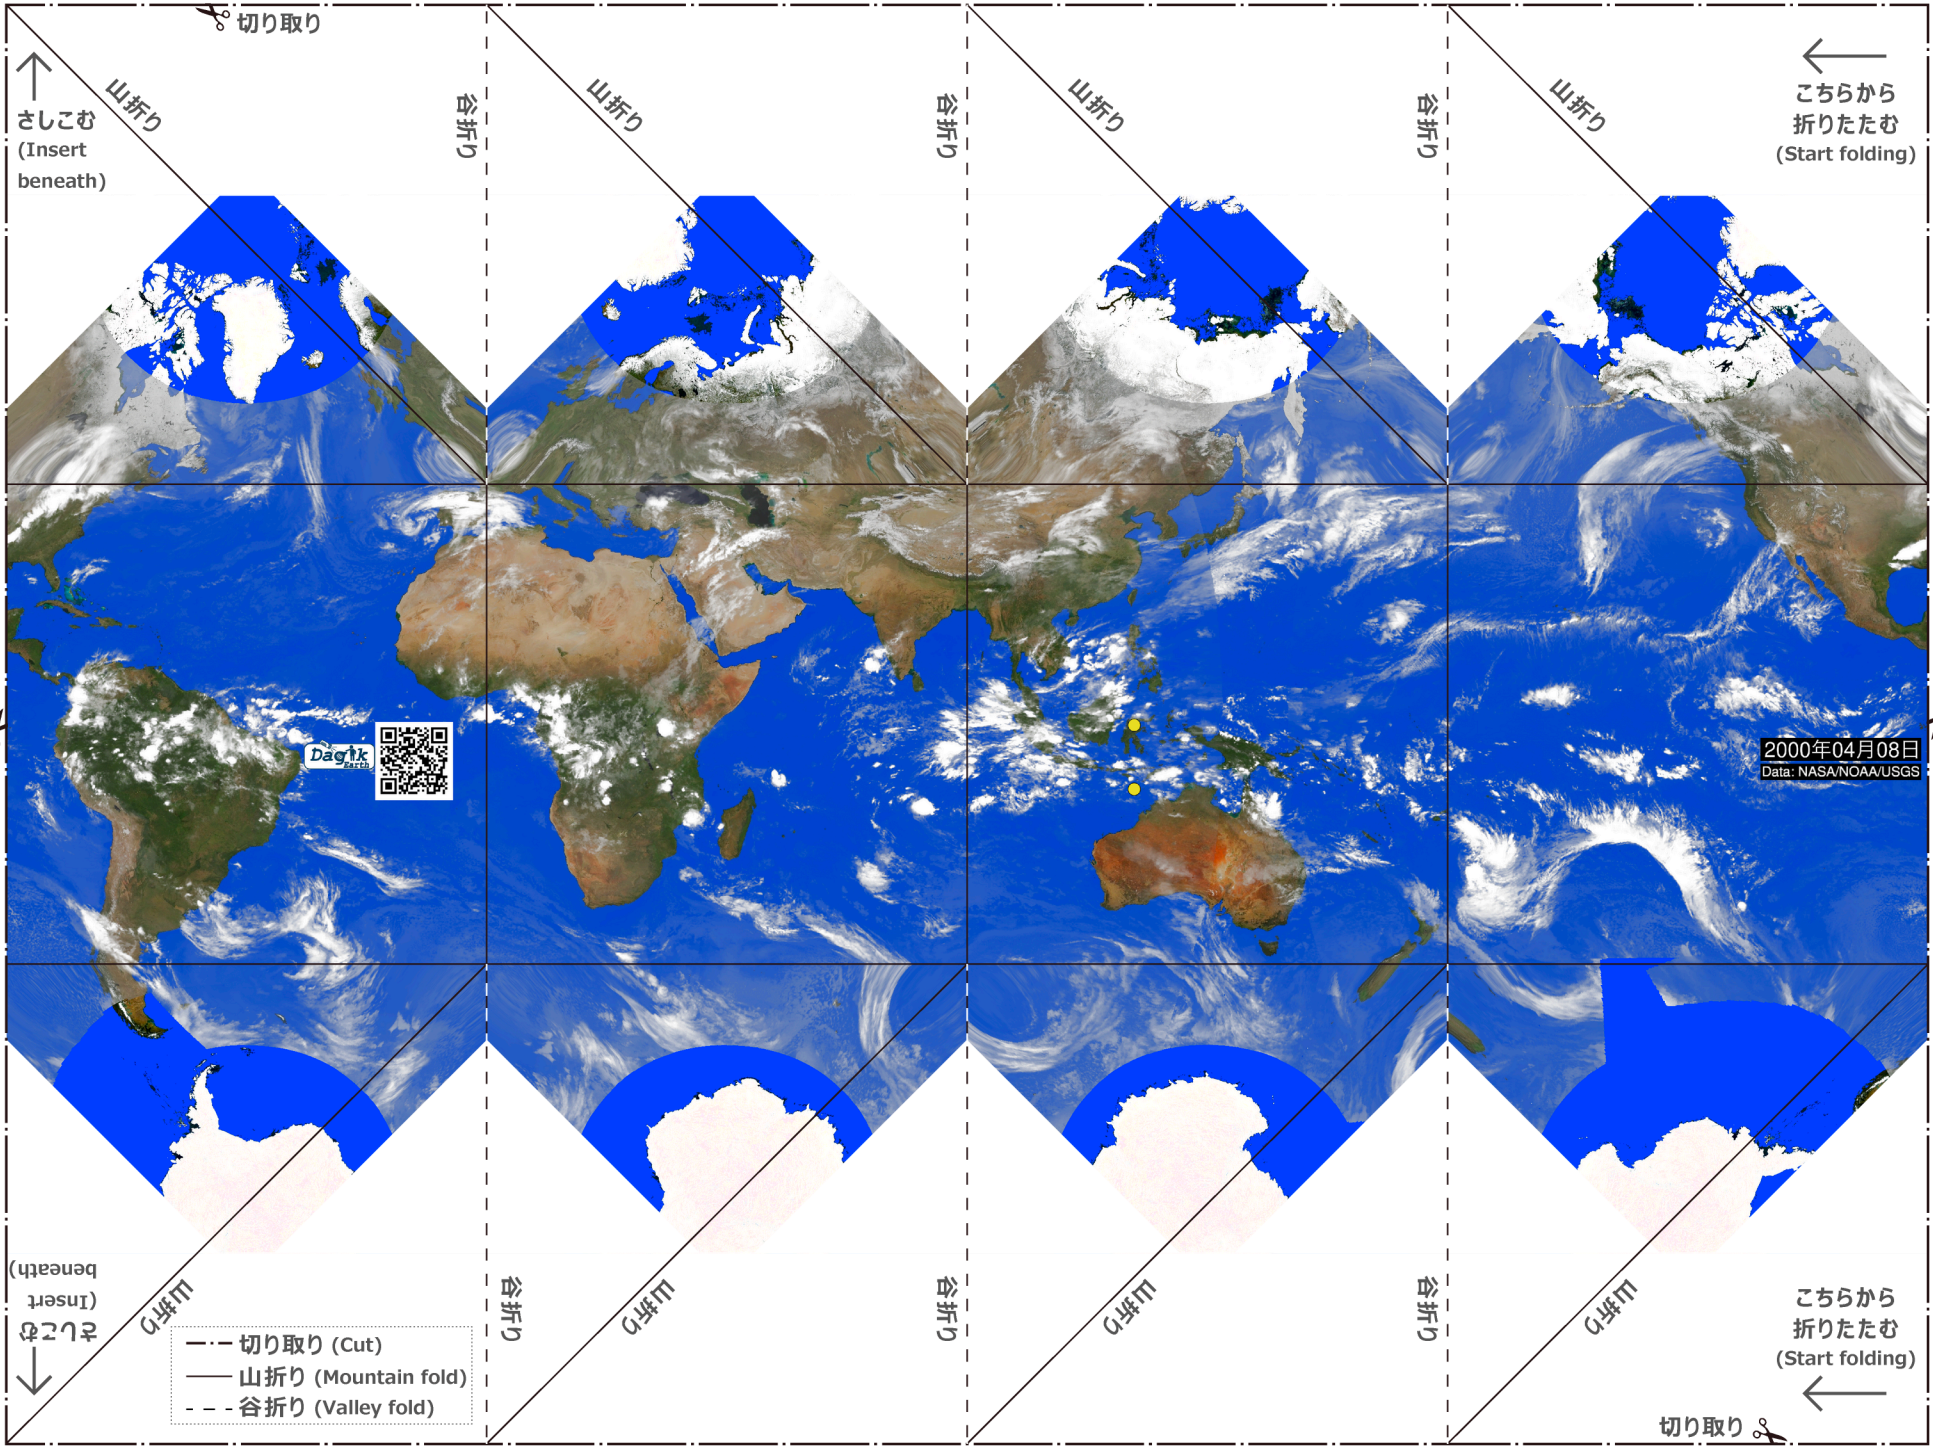 切り取り
山折り
谷折り
山折り
谷折り
山折り
谷折り
山折り
さしこむ
(Insert
beneath)
こちらから
折りたたむ
(Start folding)
Dagik
Earth
2000年04月08日
Data: NASA/NOAA/USGS
さしこむ
(Insert
beneath)
山折り
谷折り
山折り
谷折り
山折り
谷折り
山折り
こちらから
折りたたむ
(Start folding)
切り取り (Cut)
山折り (Mountain fold)
谷折り (Valley fold)
切り取り